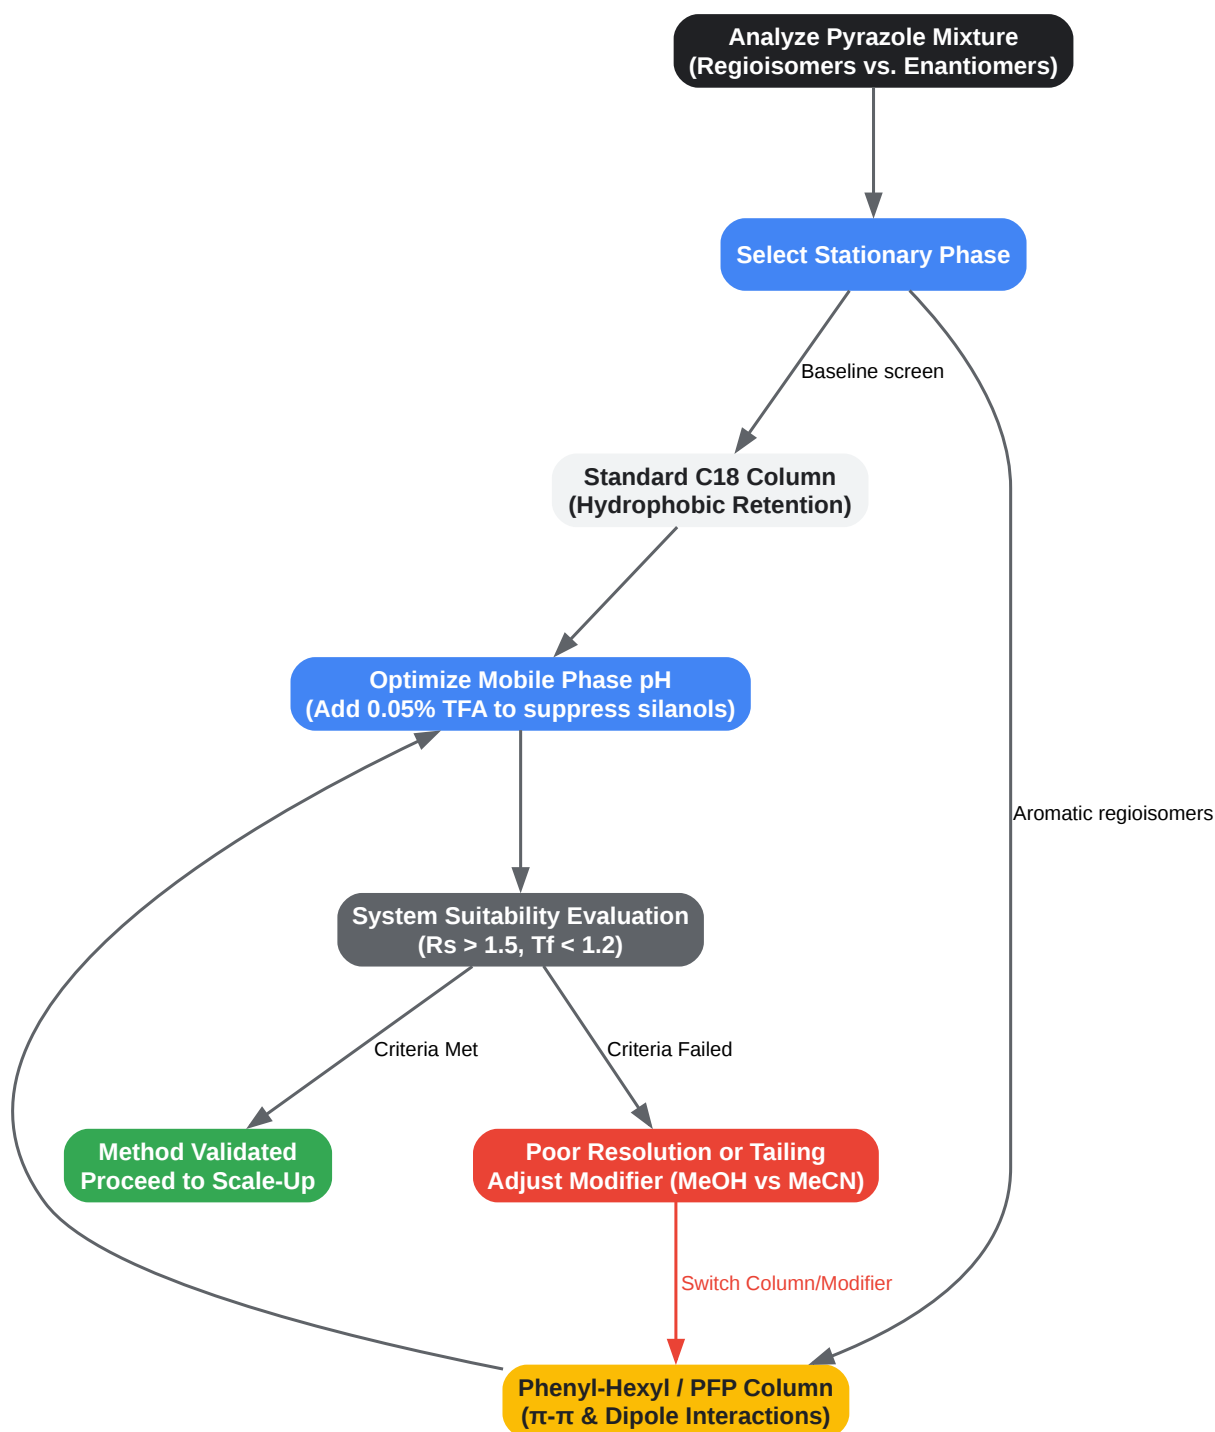 Analyze Pyrazole Mixture
(Regioisomers vs. Enantiomers)
Select Stationary Phase
Baseline screen
Standard C18 Column
(Hydrophobic Retention)
Optimize Mobile Phase pH
(Add 0.05% TFA to suppress silanols)
Aromatic regioisomers
System Suitability Evaluation
(Rs > 1.5, Tf < 1.2)
Criteria Met
Criteria Failed
Method Validated
Proceed to Scale-Up
Poor Resolution or Tailing
Adjust Modifier (MeOH vs MeCN)
Switch Column/Modifier
Phenyl-Hexyl / PFP Column
(π-π & Dipole Interactions)